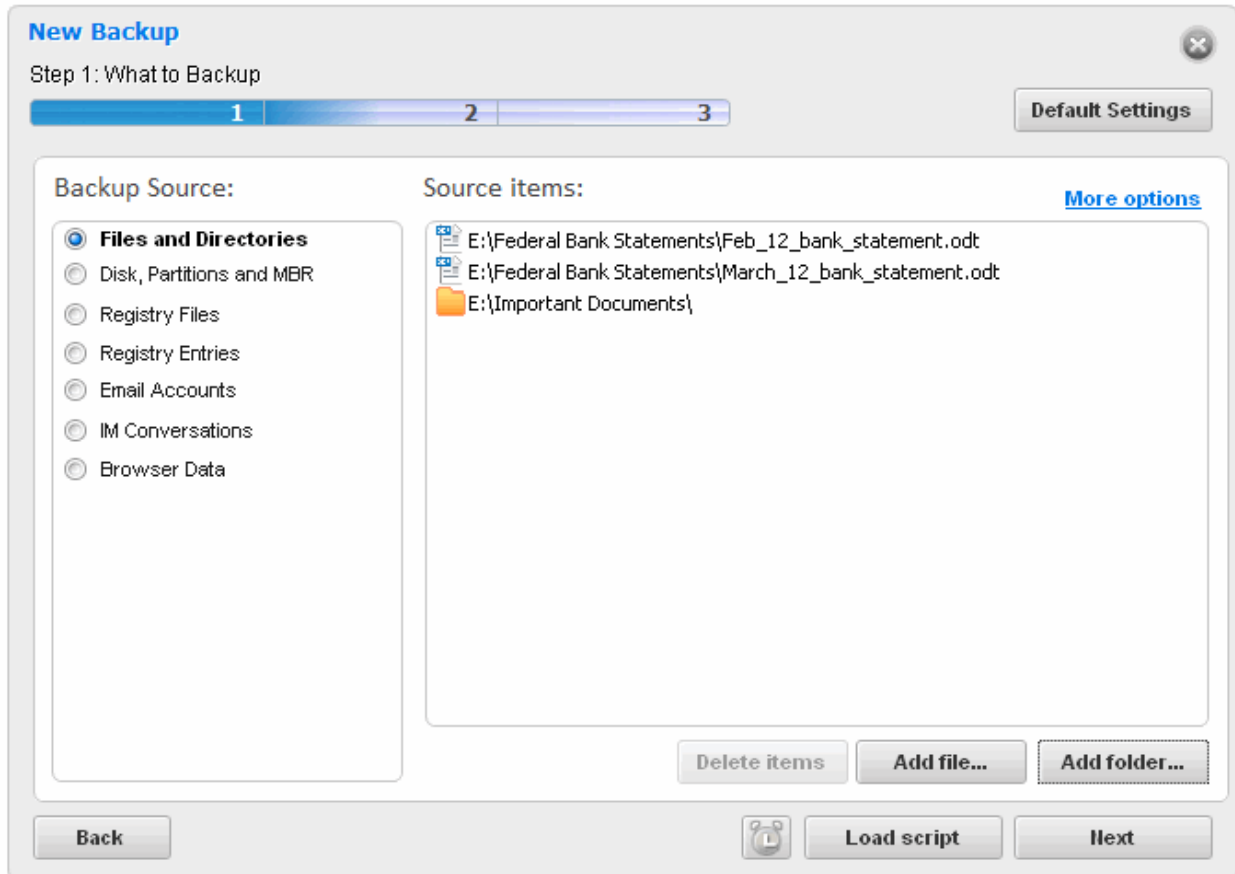 New Backup
Step 1: What to Backup
1 2 3
Default Settings
Backup Source:
Files and Directories
Disk, Partitions and MBR
Registry Files
Registry Entries
Email Accounts
IM Conversations
Browser Data
Source items:
More options
E:\Federal Bank Statements\Feb_12_bank_statement.odt
E:\Federal Bank Statements\March_12_bank_statement.odt
E:\Important Documents\
Delete items Add file... Add folder...
Back Load script Next